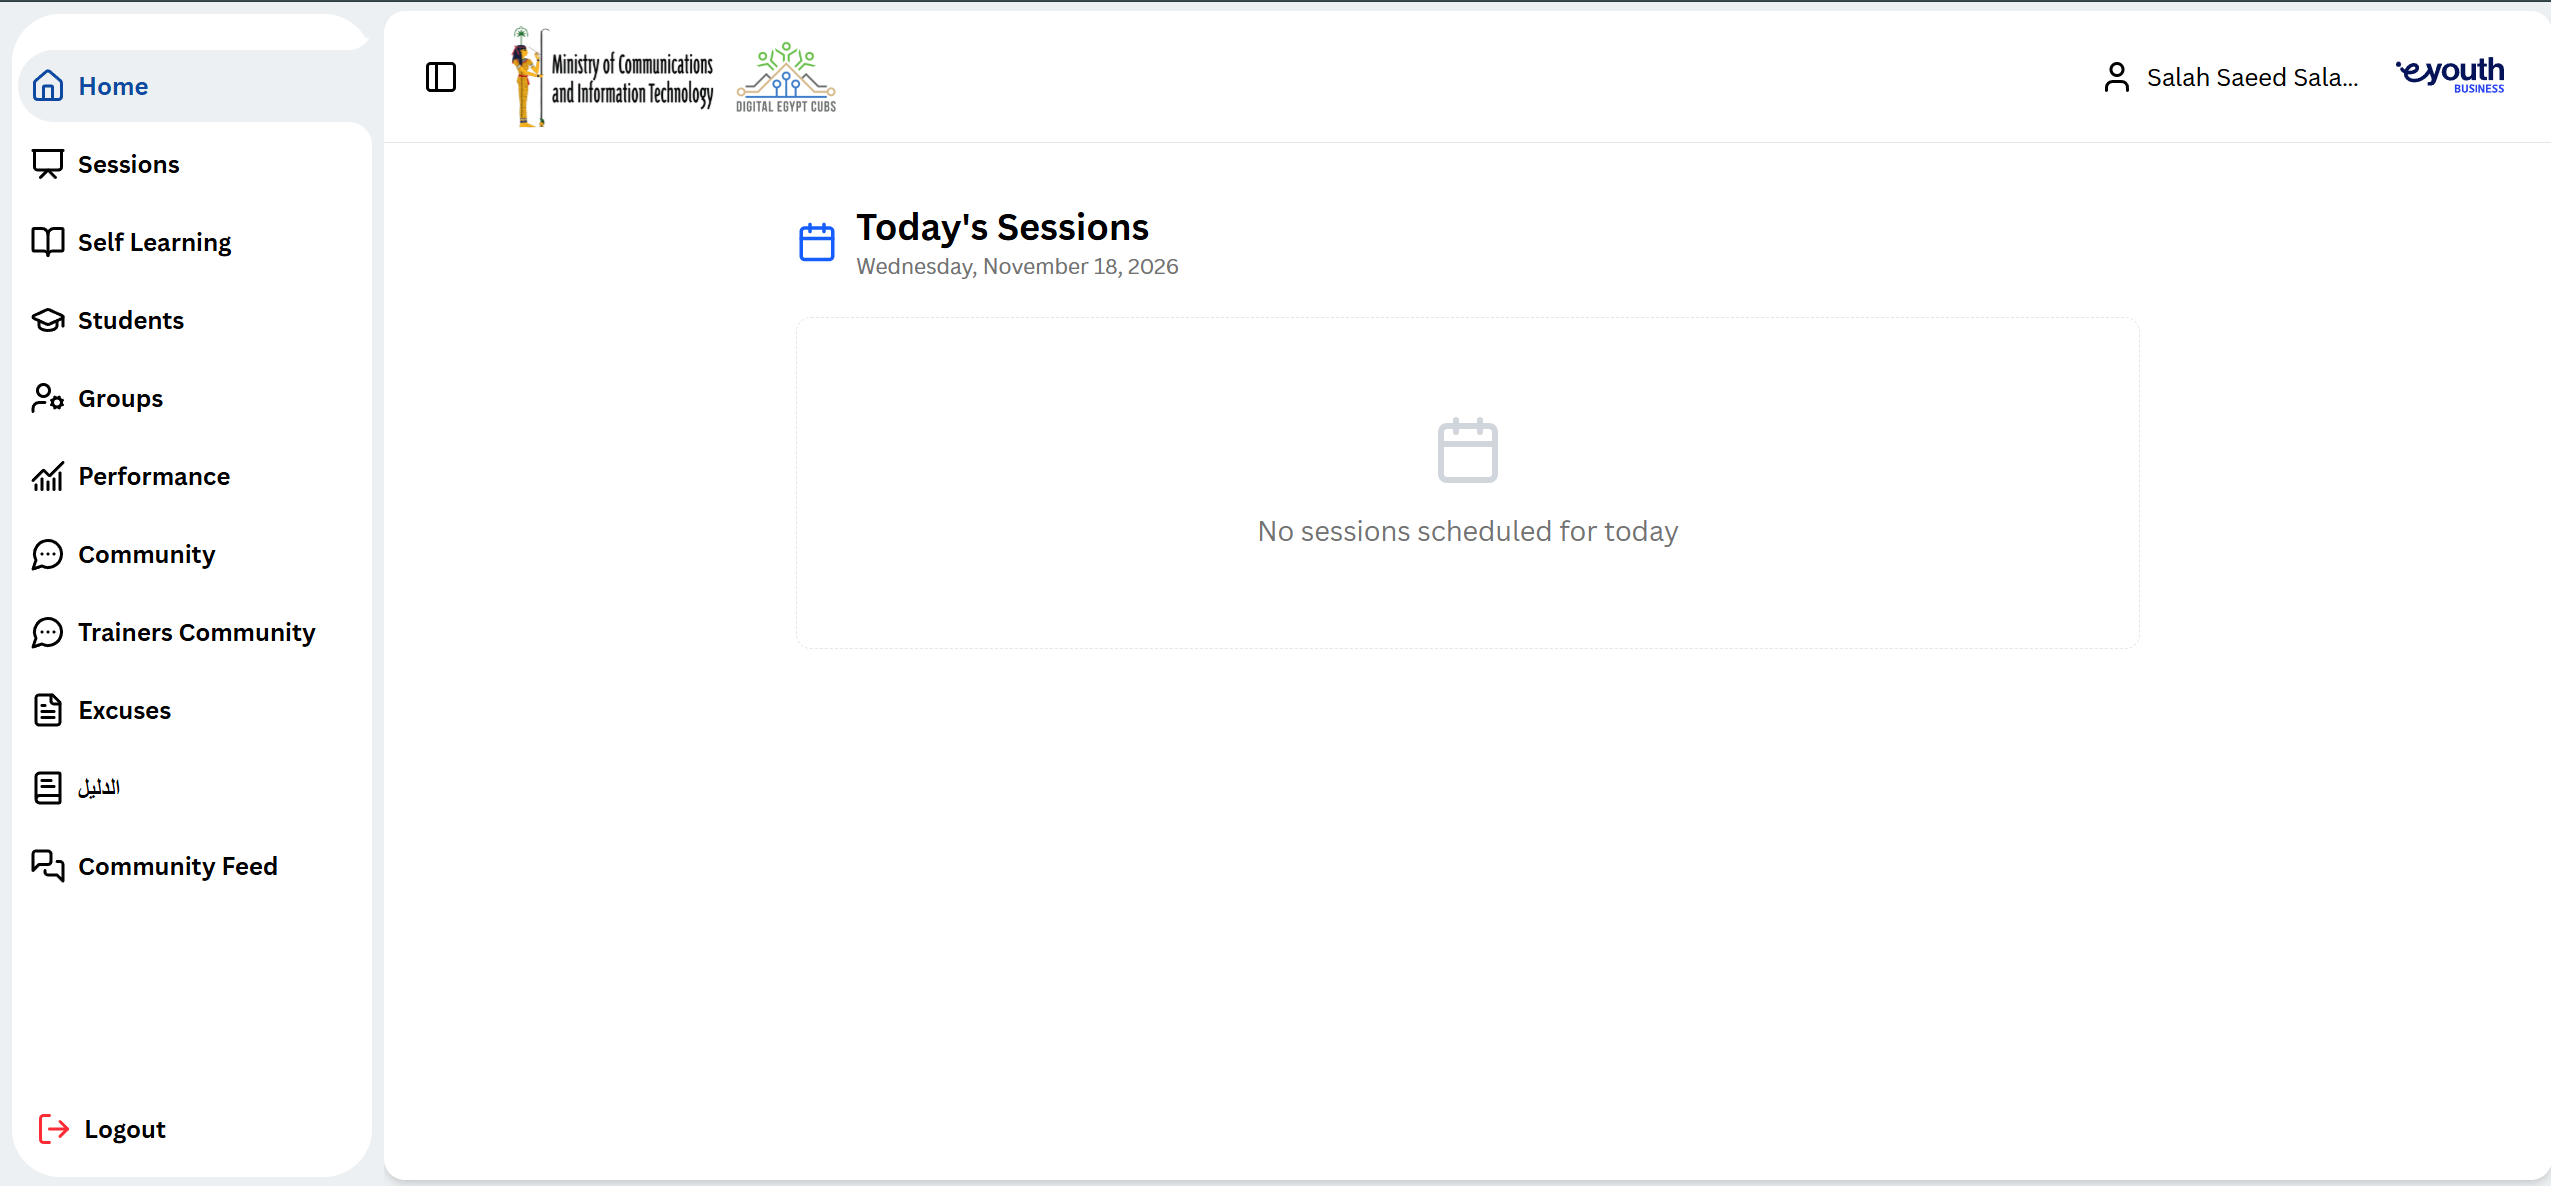 Home
Sessions
Self Learning
Students
Groups
Performance
Community
Trainers Community
Excuses
الدليل
Community Feed
Logout
Ministry of Communications
and Information Technology
DIGITAL EGYPT CUBS
Salah Saeed Sala...
eyouth
BUSINESS
Today's Sessions
Wednesday, November 18, 2026
No sessions scheduled for today